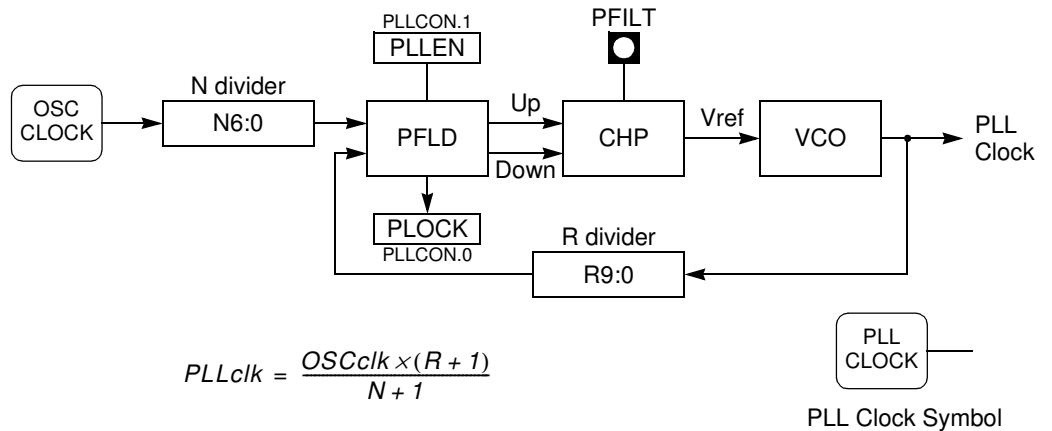 PLLCON.1
PFILT
PLLEN
N divider
OSC
CLOCK
N6:0
PFLD
Up
Down
CHP
Vref
VCO
PLL
Clock
PLOCK
PLLCON.0
R divider
R9:0
PLLclk = OSCclk × (R + 1)
N + 1
PLL
CLOCK
PLL Clock Symbol